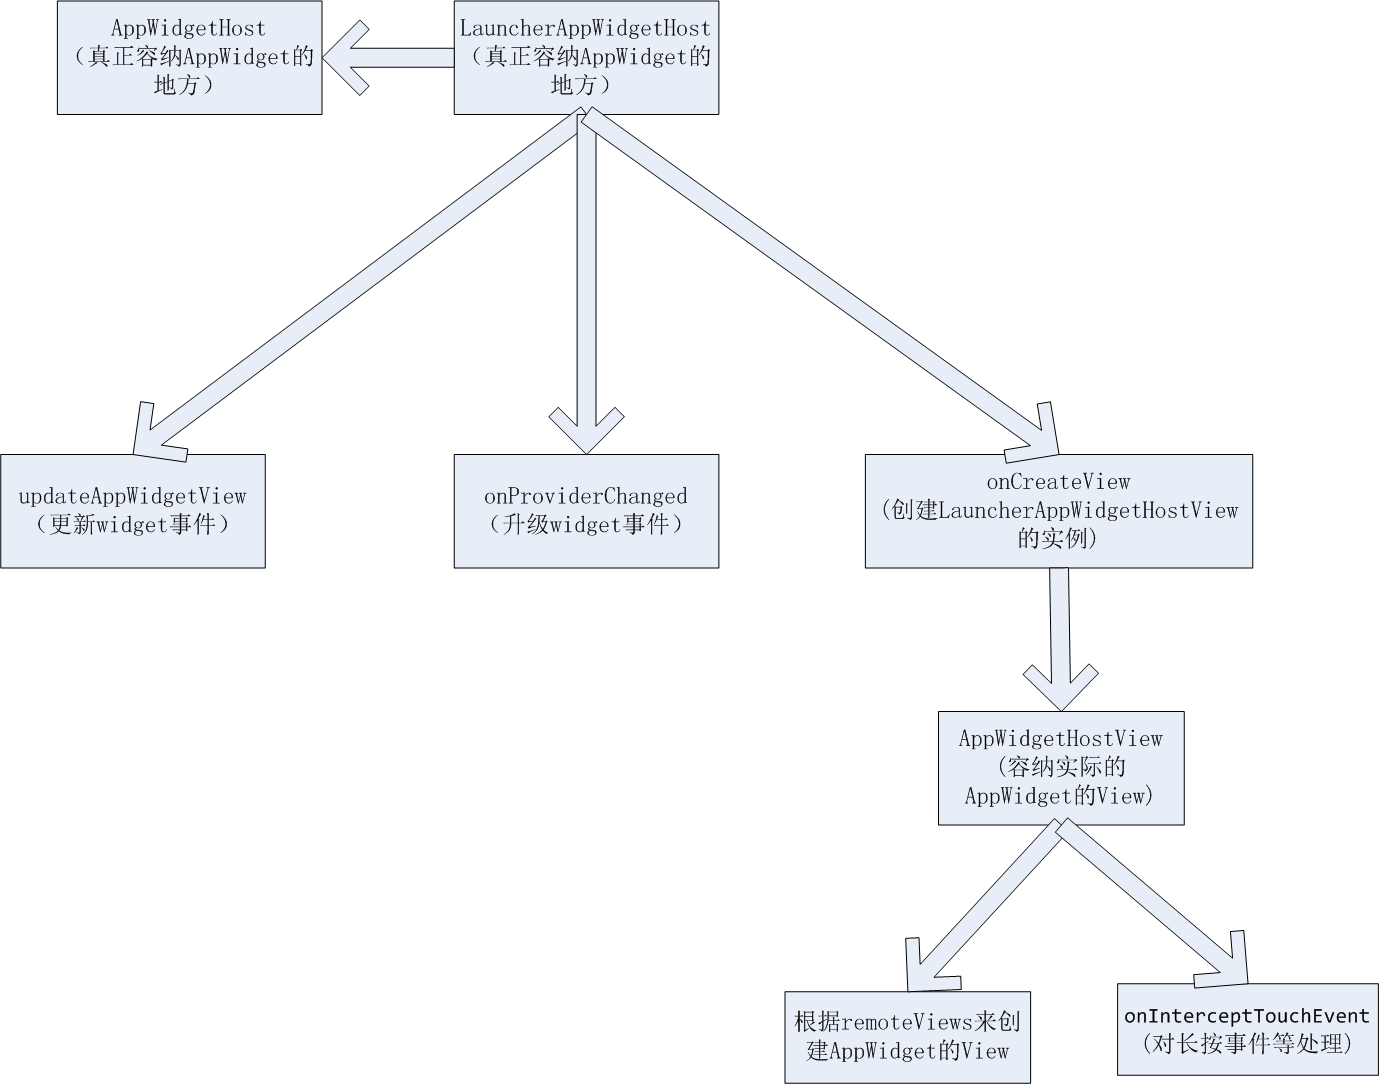 AppWidgetHost
（真正容纳AppWidget的
地方）
LauncherAppWidgetHost
（真正容纳AppWidget的
地方）
updateAppWidgetView
（更新widget事件）
onProviderChanged
（升级widget事件）
onCreateView
(创建LauncherAppWidgetHostView
的实例)
AppWidgetHostView
(容纳实际的
AppWidget的View)
根据remoteViews来创
建AppWidget的View
onInterceptTouchEvent
(对长按事件等处理)